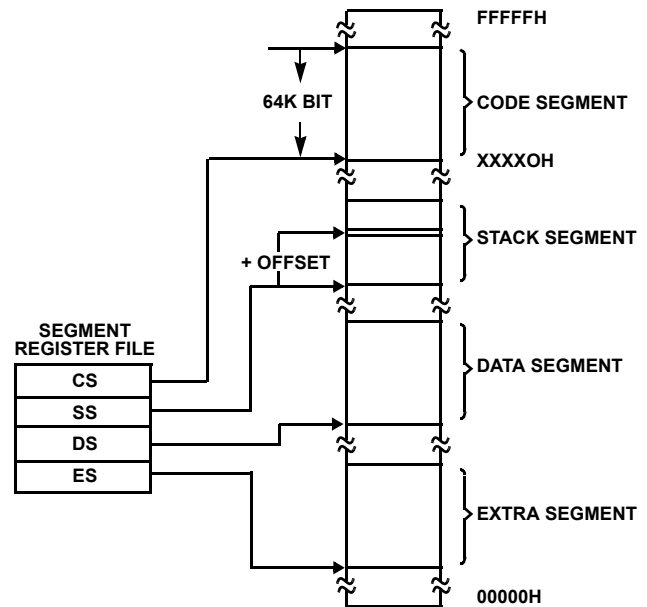 FFFFFH
64K BIT
CODE SEGMENT
XXXXOH
STACK SEGMENT
+ OFFSET
SEGMENT
REGISTER FILE
DATA SEGMENT
CS
SS
DS
ES
EXTRA SEGMENT
00000H